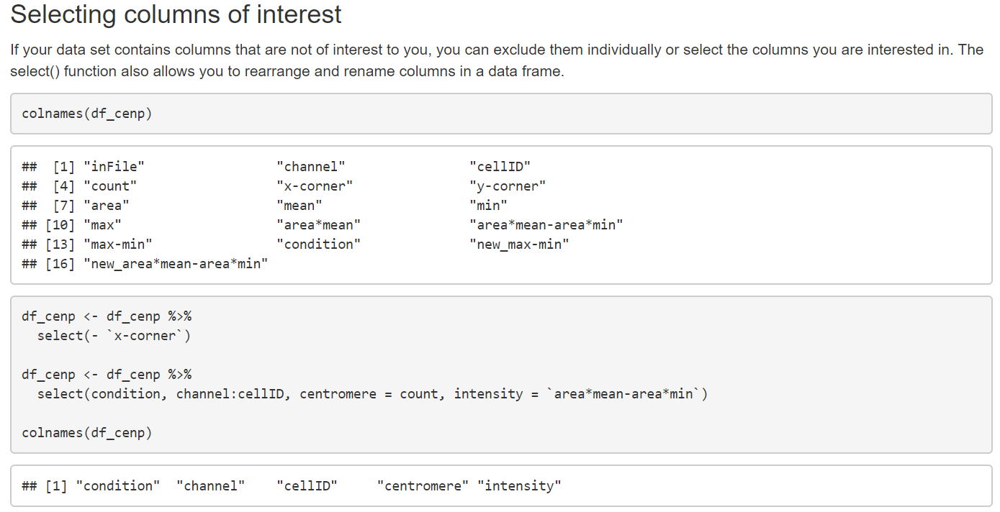 Selecting columns of interest
If your data set contains columns that are not of interest to you, you can exclude them individually or select the columns you are interested in. The
select() function also allows you to rearrange and rename columns in a data frame.
colnames(df_cenp)
##  [1] "inFile"                 "channel"                "cellID"
##  [4] "count"                  "x-corner"               "y-corner"
##  [7] "area"                   "mean"                   "min"
## [10] "max"                    "area*mean"              "area*mean-area*min"
## [13] "max-min"                "condition"              "new_max-min"
## [16] "new_area*mean-area*min"
df_cenp <- df_cenp %>%
  select(- `x-corner`)
df_cenp <- df_cenp %>%
  select(condition, channel:cellID, centromere = count, intensity = `area*mean-area*min`)
colnames(df_cenp)
## [1] "condition"  "channel"    "cellID"     "centromere" "intensity"